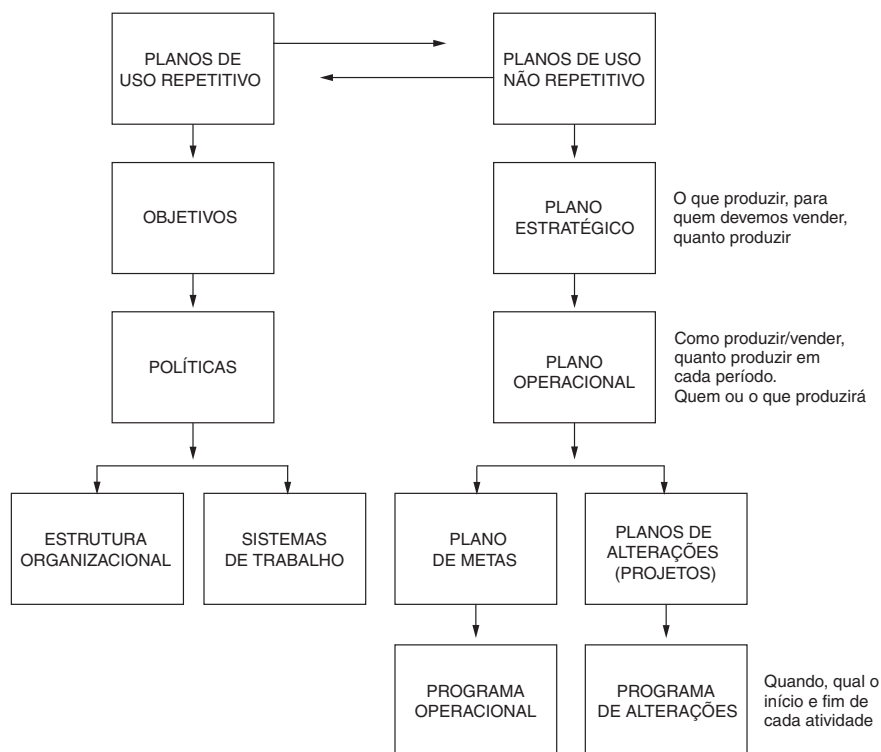 PLANOS DE
USO REPETITIVO
PLANOS DE USO
NÃO REPETITIVO
OBJETIVOS
PLANO
ESTRATÉGICO
O que produzir, para
quem devemos vender,
quanto produzir
POLÍTICAS
PLANO
OPERACIONAL
Como produzir/vender,
quanto produzir em
cada período.
Quem ou o que produzirá
ESTRUTURA
ORGANIZACIONAL
SISTEMAS
DE TRABALHO
PLANO
DE METAS
PLANOS DE
ALTERAÇÕES
(PROJETOS)
PROGRAMA
OPERACIONAL
PROGRAMA
DE ALTERAÇÕES
Quando, qual o
início e fim de
cada atividade